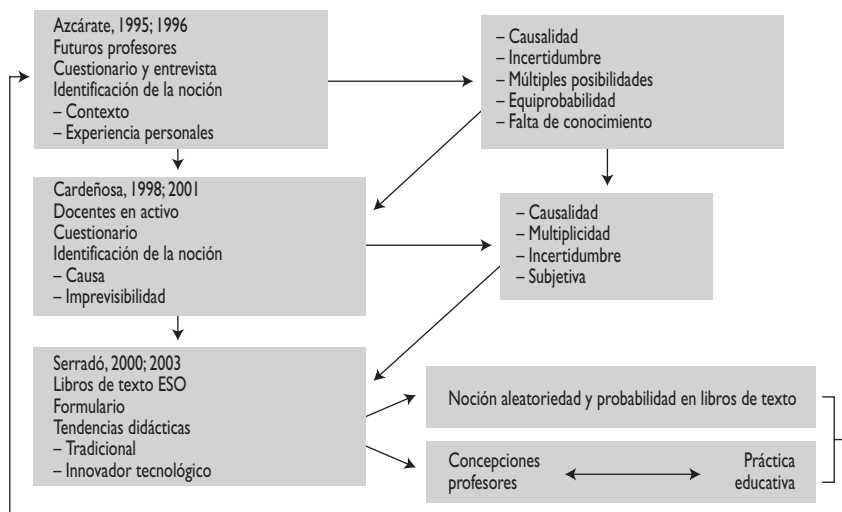 Azcárate, 1995; 1996
Futuros profesores
Cuestionario y entrevista
Identificación de la noción
– Contexto
– Experiencia personales
– Causalidad
– Incertidumbre
– Múltiples posibilidades
– Equiprobabilidad
– Falta de conocimiento
Cardeñosa, 1998; 2001
Docentes en activo
Cuestionario
Identificación de la noción
– Causa
– Imprevisibilidad
– Causalidad
– Multiplicidad
– Incertidumbre
– Subjetiva
Serradó, 2000; 2003
Libros de texto ESO
Formulario
Tendencias didácticas
– Tradicional
– Innovador tecnológico
Noción aleatoriedad y probabilidad en libros de texto
Concepciones
profesores
Práctica
educativa